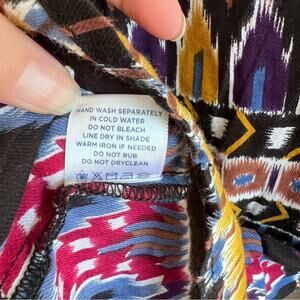 HAND WASH SEPARATELY
IN COLD WATER
DO NOT BLEACH
LINE DRY IN SHADE
WARM IRON IF NEEDED
DO NOT RUB
DO NOT DRYCLEAN